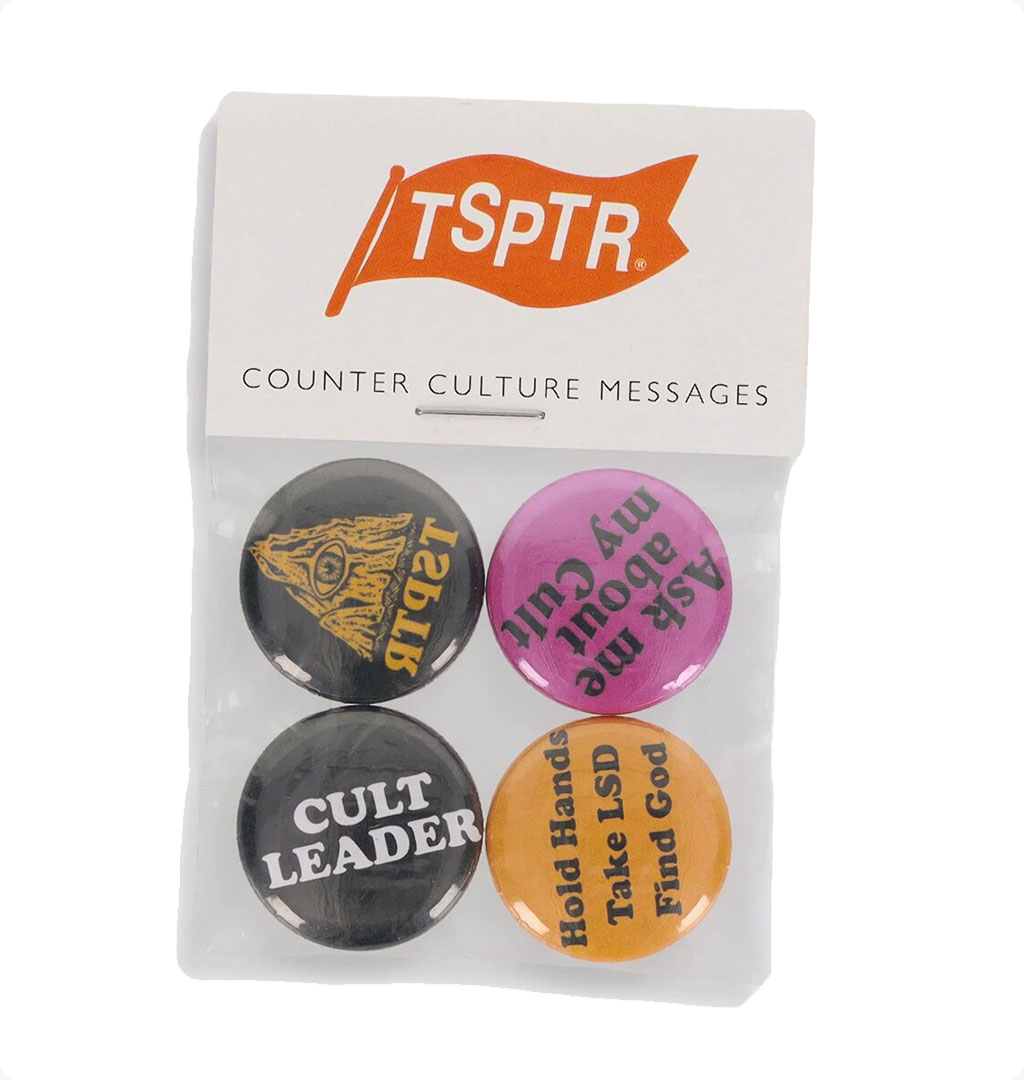 TSPTR®
COUNTER CULTURE MESSAGES
TSPTR
Ask me
about
my Cult
CULT
LEADER
Hold Hands
Take LSD
Find God